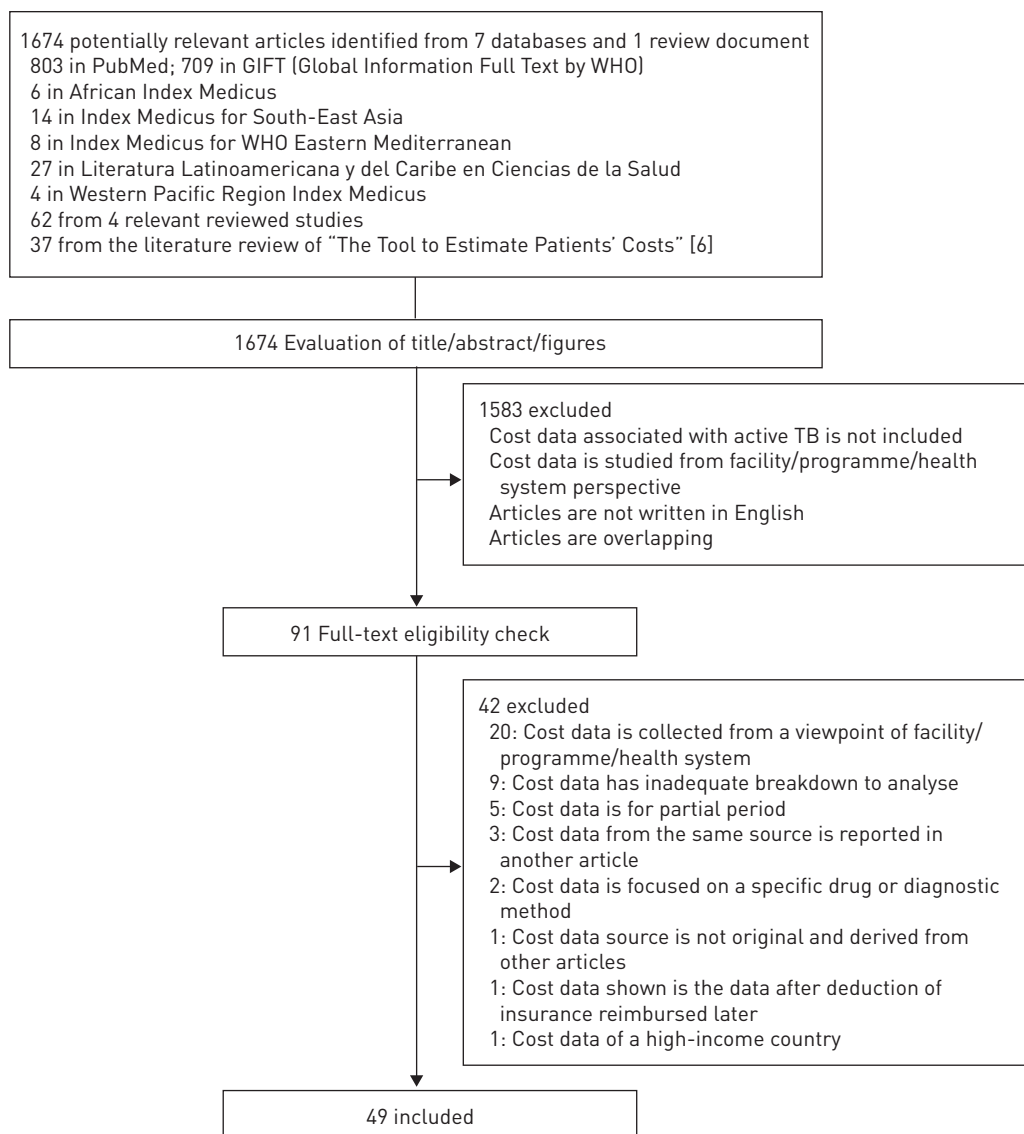 1674 potentially relevant articles identified from 7 databases and 1 review document
803 in PubMed; 709 in GIFT (Global Information Full Text by WHO)
6 in African Index Medicus
14 in Index Medicus for South-East Asia
8 in Index Medicus for WHO Eastern Mediterranean
27 in Literatura Latinoamericana y del Caribe en Ciencias de la Salud
4 in Western Pacific Region Index Medicus
62 from 4 relevant reviewed studies
37 from the literature review of “The Tool to Estimate Patients’ Costs” [6]
1674 Evaluation of title/abstract/figures
1583 excluded
Cost data associated with active TB is not included
Cost data is studied from facility/programme/health
system perspective
Articles are not written in English
Articles are overlapping
91 Full-text eligibility check
42 excluded
20: Cost data is collected from a viewpoint of facility/
programme/health system
9: Cost data has inadequate breakdown to analyse
5: Cost data is for partial period
3: Cost data from the same source is reported in
another article
2: Cost data is focused on a specific drug or diagnostic
method
1: Cost data source is not original and derived from
other articles
1: Cost data shown is the data after deduction of
insurance reimbursed later
1: Cost data of a high-income country
49 included